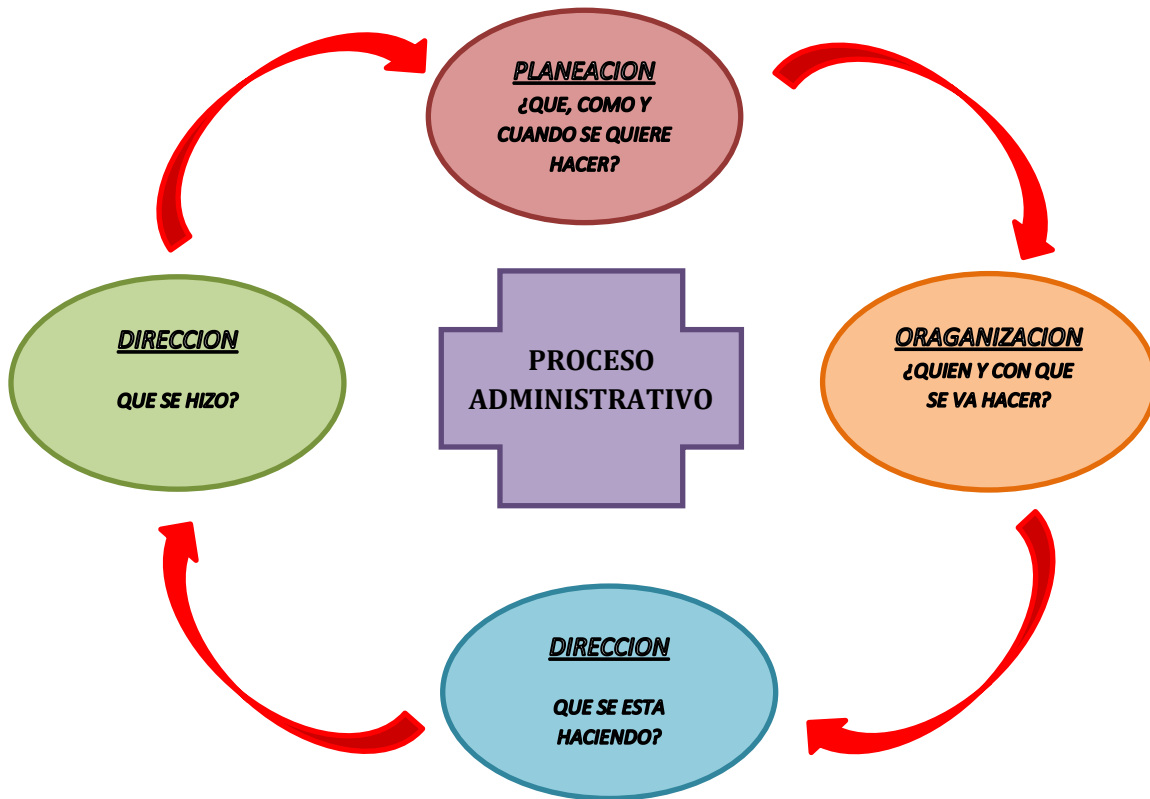 PLANEACION
¿QUE, COMO Y
CUANDO SE QUIERE
HACER?
DIRECCION
QUE SE HIZO?
PROCESO
ADMINISTRATIVO
ORAGANIZACION
¿QUIEN Y CON QUE
SE VA HACER?
DIRECCION
QUE SE ESTA
HACIENDO?